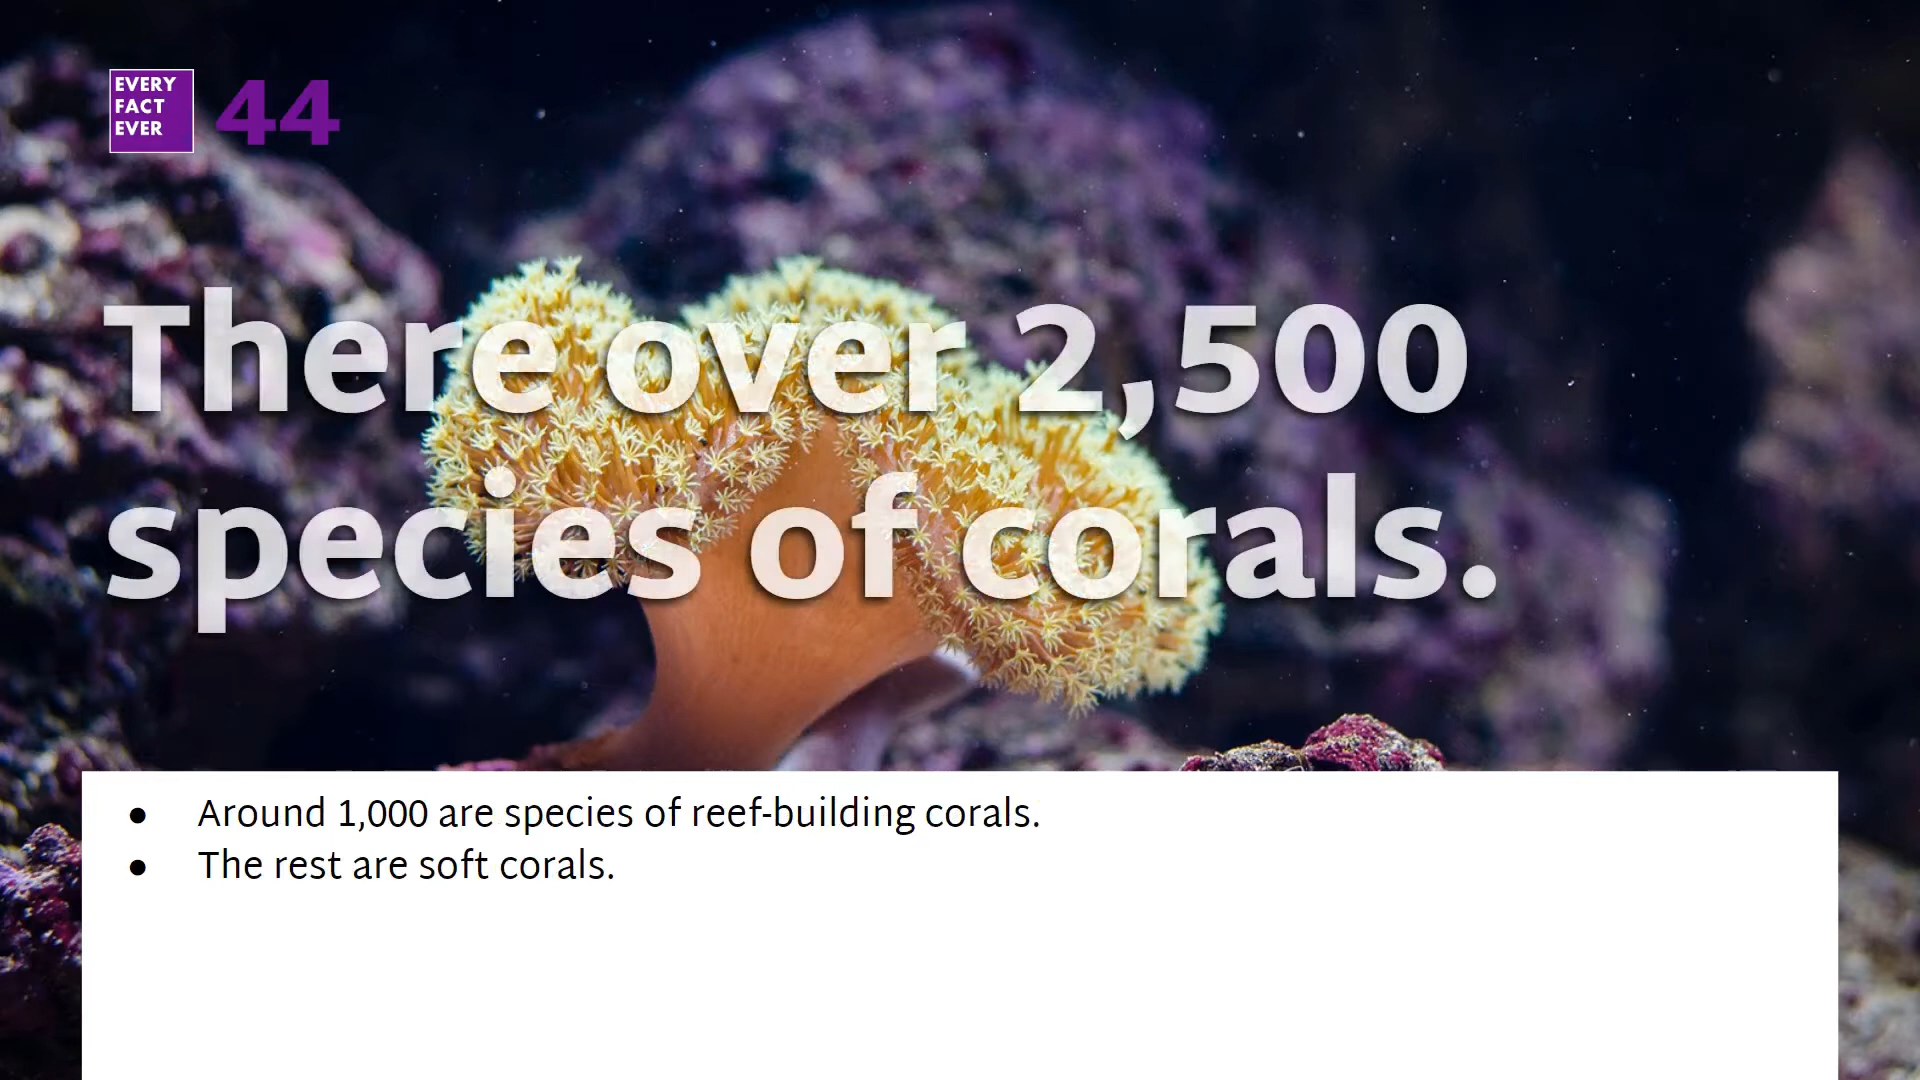 EVERY
FACT
EVER
44
There over 2,500
species of corals.
● Around 1,000 are species of reef-building corals.
● The rest are soft corals.